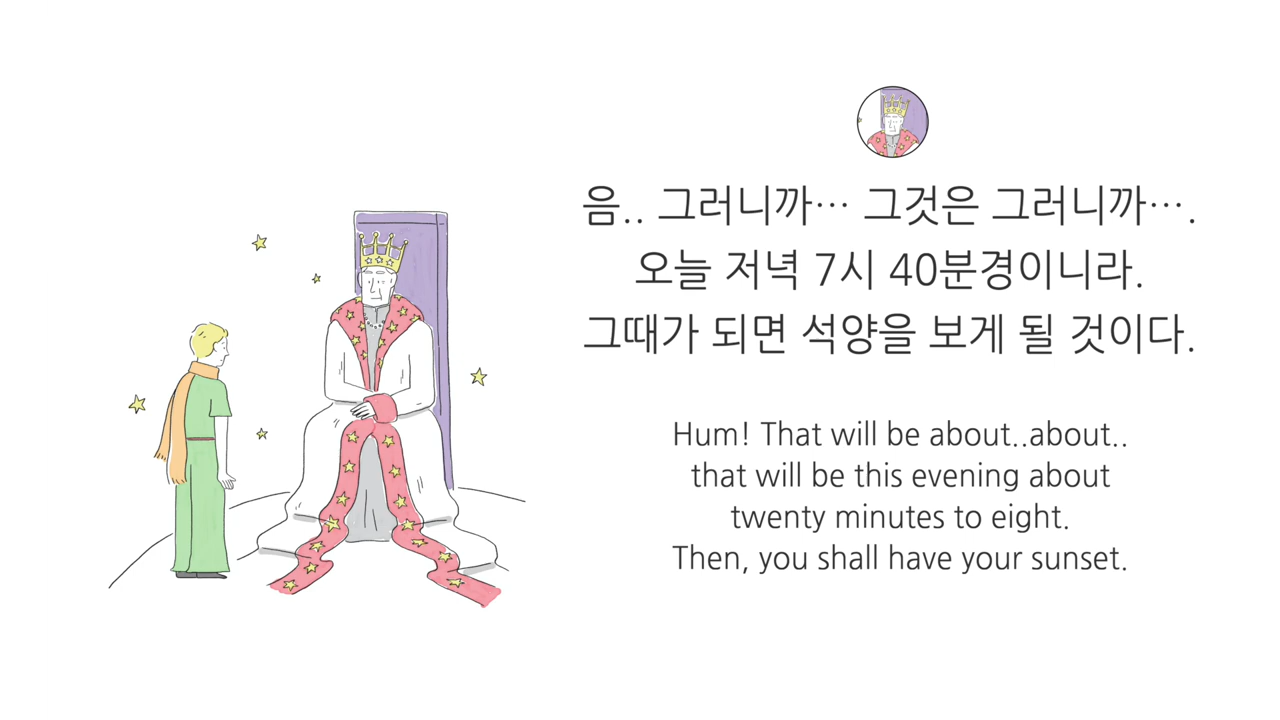 음.. 그러니까… 그것은 그러니까….
오늘 저녁 7시 40분경이니라.
그때가 되면 석양을 보게 될 것이다.
Hum! That will be about..about..
that will be this evening about
twenty minutes to eight.
Then, you shall have your sunset.